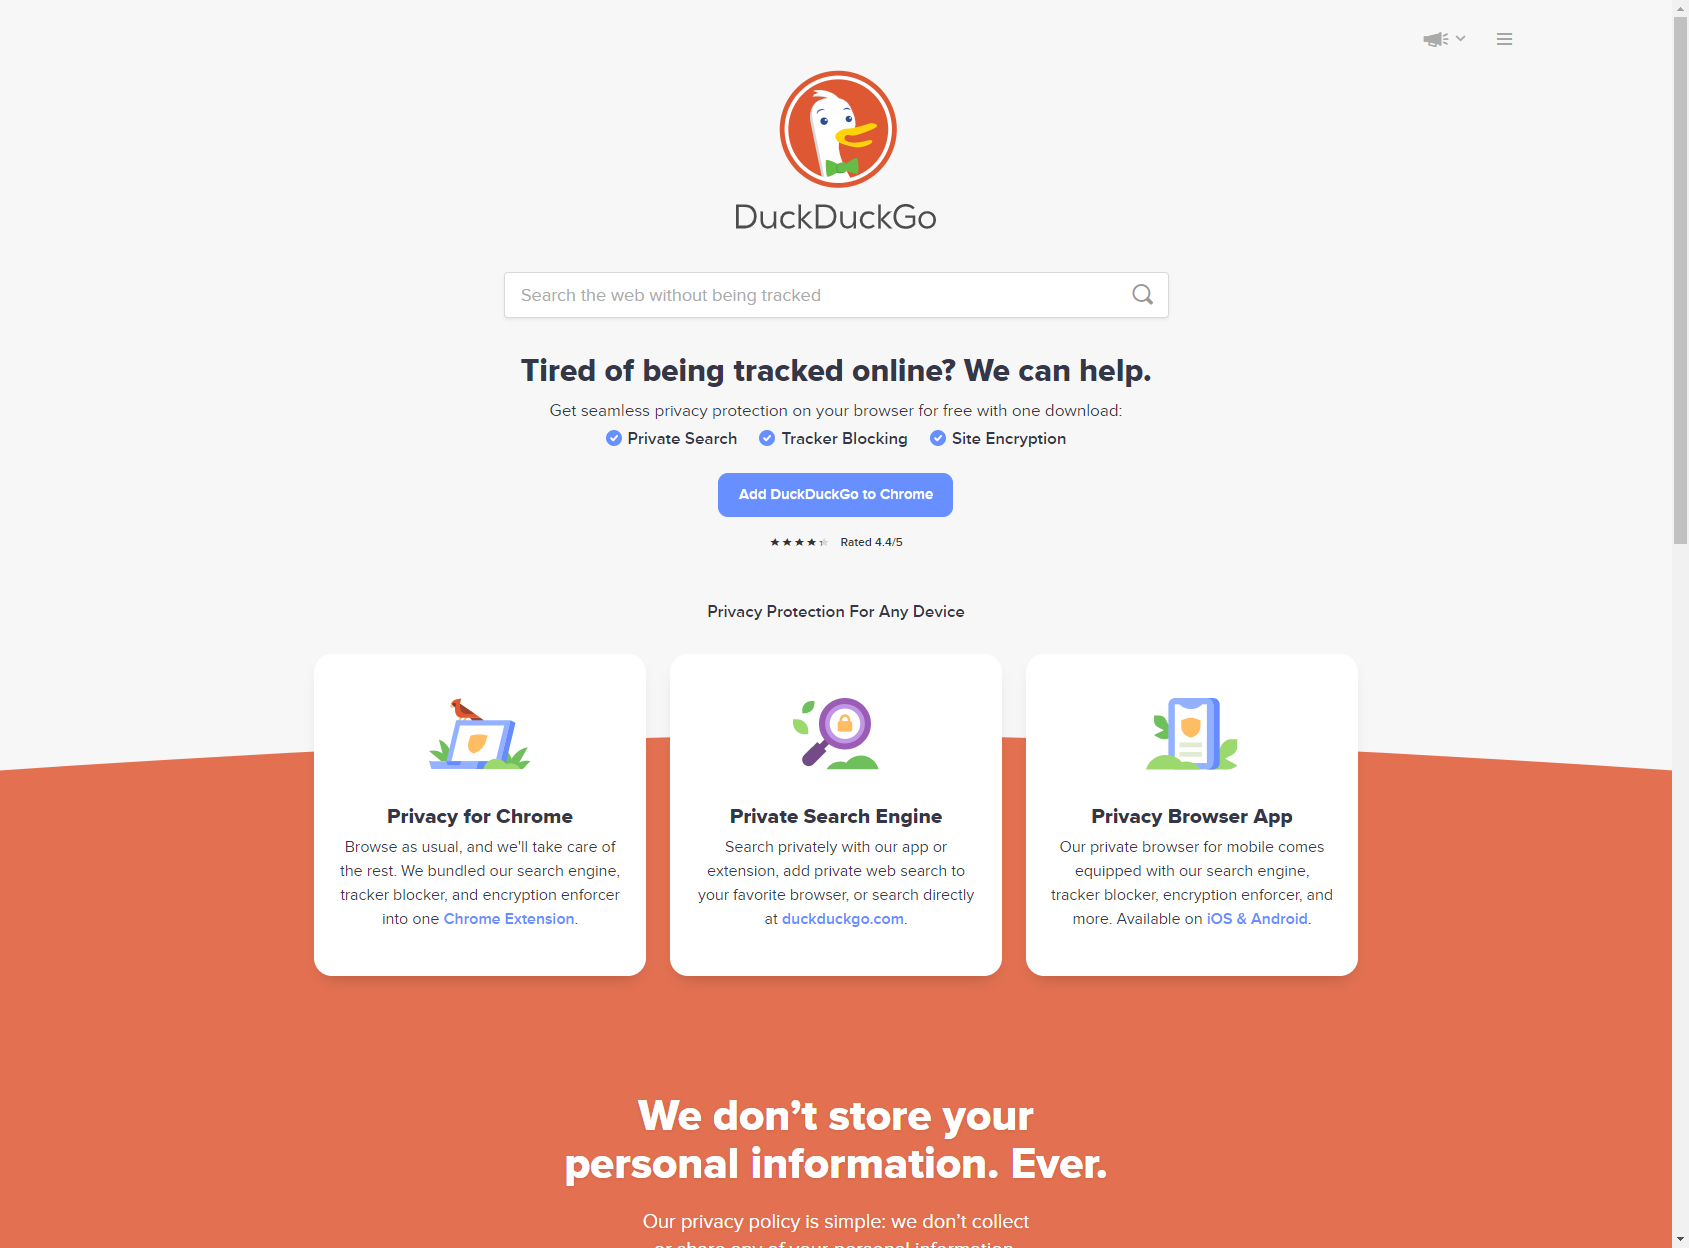 DuckDuckGo
Search the web without being tracked
Tired of being tracked online? We can help.
Get seamless privacy protection on your browser for free with one download:
Private Search Tracker Blocking Site Encryption
Add DuckDuckGo to Chrome
Rated 4.4/5
Privacy Protection For Any Device
Privacy for Chrome
Browse as usual, and we'll take care of
the rest. We bundled our search engine,
tracker blocker, and encryption enforcer
into one Chrome Extension.
Private Search Engine
Search privately with our app or
extension, add private web search to
your favorite browser, or search directly
at duckduckgo.com.
Privacy Browser App
Our private browser for mobile comes
equipped with our search engine,
tracker blocker, encryption enforcer, and
more. Available on iOS & Android.
We don’t store your
personal information. Ever.
Our privacy policy is simple: we don’t collect
or share any of your personal information.